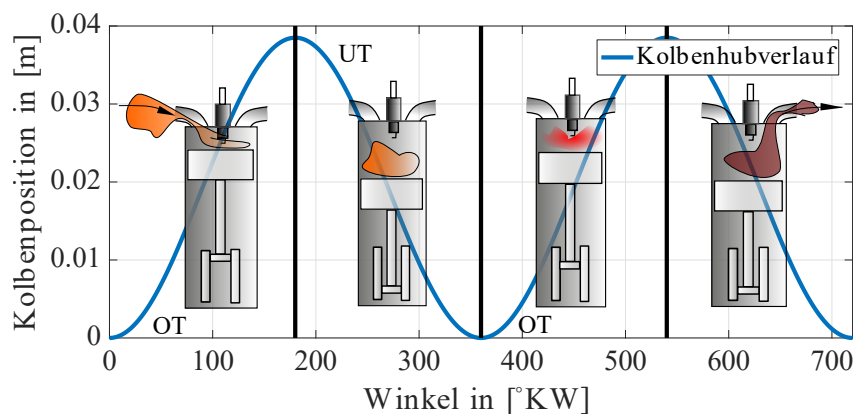 Kolbenposition in [m]
0.04
0.03
0.02
0.01
0
UT
Kolbenhubverlauf
OT
OT
0
100
200
300
400
500
600
700
Winkel in [°KW]